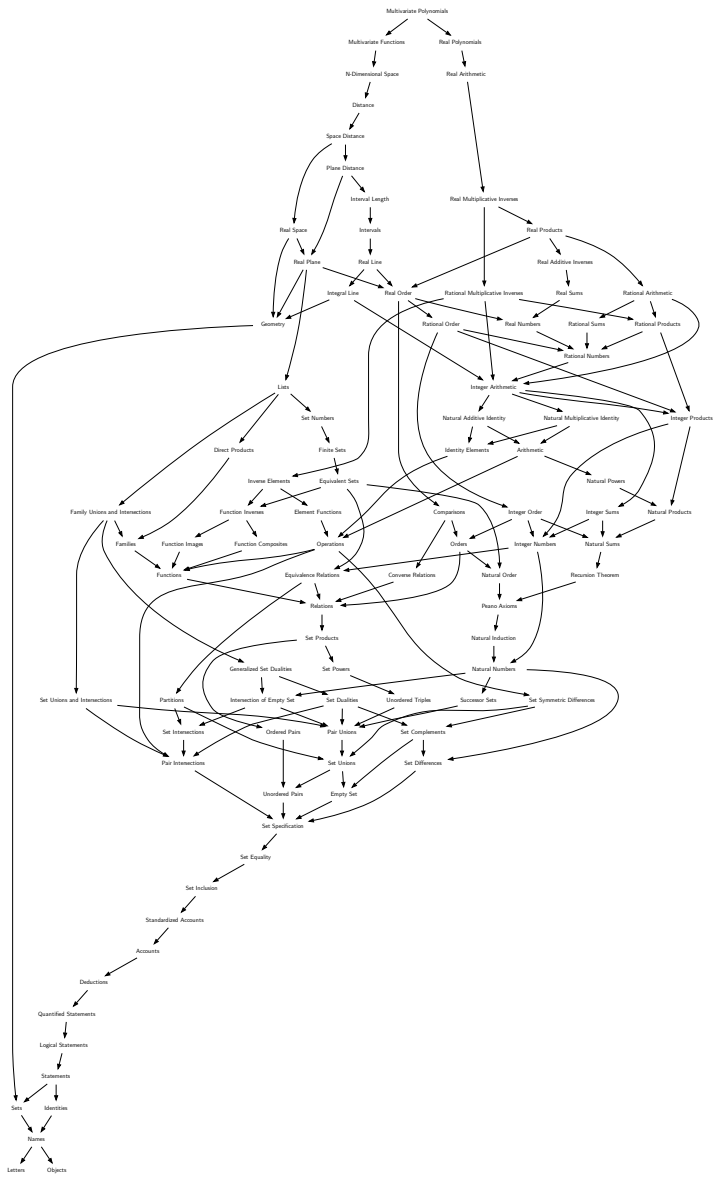 Multivariate Polynomials
Multivariate Functions
Real Polynomials
N-Dimensional Space
Real Arithmetic
Distance
Space Distance
Plane Distance
Interval Length
Real Multiplicative Inverses
Real Space
Intervals
Real Products
Real Plane
Real Line
Real Additive Inverses
Integral Line
Real Order
Rational Multiplicative Inverses
Real Sums
Rational Arithmetic
Geometry
Rational Order
Real Numbers
Rational Sums
Rational Products
Rational Numbers
Lists
Integer Arithmetic
Set Numbers
Natural Additive Identity
Natural Multiplicative Identity
Integer Products
Direct Products
Finite Sets
Identity Elements
Arithmetic
Inverse Elements
Equivalent Sets
Natural Powers
Family Unions and Intersections
Function Inverses
Element Functions
Comparisons
Integer Order
Integer Sums
Natural Products
Families
Function Images
Function Composites
Operations
Orders
Integer Numbers
Natural Sums
Functions
Equivalence Relations
Converse Relations
Natural Order
Recursion Theorem
Relations
Peano Axioms
Set Products
Natural Induction
Generalized Set Dualities
Set Powers
Natural Numbers
Set Unions and Intersections
Partitions
Intersection of Empty Set
Set Dualities
Unordered Triples
Successor Sets
Set Symmetric Differences
Set Intersections
Ordered Pairs
Pair Unions
Set Complements
Pair Intersections
Set Unions
Set Differences
Unordered Pairs
Empty Set
Set Specification
Set Equality
Set Inclusion
Standardized Accounts
Accounts
Deductions
Quantified Statements
Logical Statements
Statements
Sets
Identities
Names
Letters
Objects